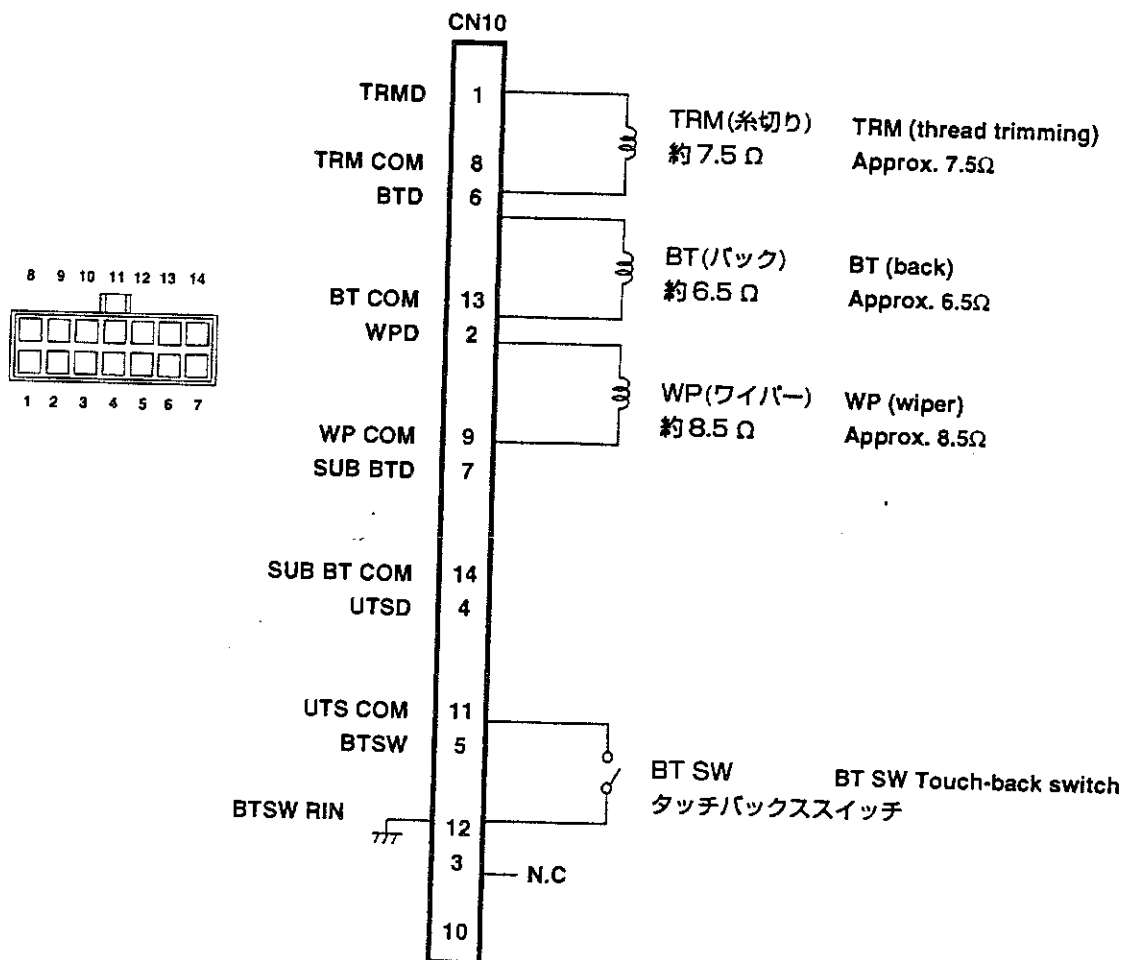 CN10
TRMD 1
TRM(糸切り) TRM (thread trimming)
約 7.5 Ω Approx. 7.5Ω
TRM COM 8
BTD 6
BT(バック) BT (back)
約 6.5 Ω Approx. 6.5Ω
8 9 10 11 12 13 14
BT COM 13
WPD 2
1 2 3 4 5 6 7
WP(ワイパー) WP (wiper)
約 8.5 Ω Approx. 8.5Ω
WP COM 9
SUB BTD 7
SUB BT COM 14
UTSD 4
UTS COM 11
BTSW 5
BT SW BT SW Touch-back switch
タッチバックススイッチ
BTSW RIN 12
3 N.C
10